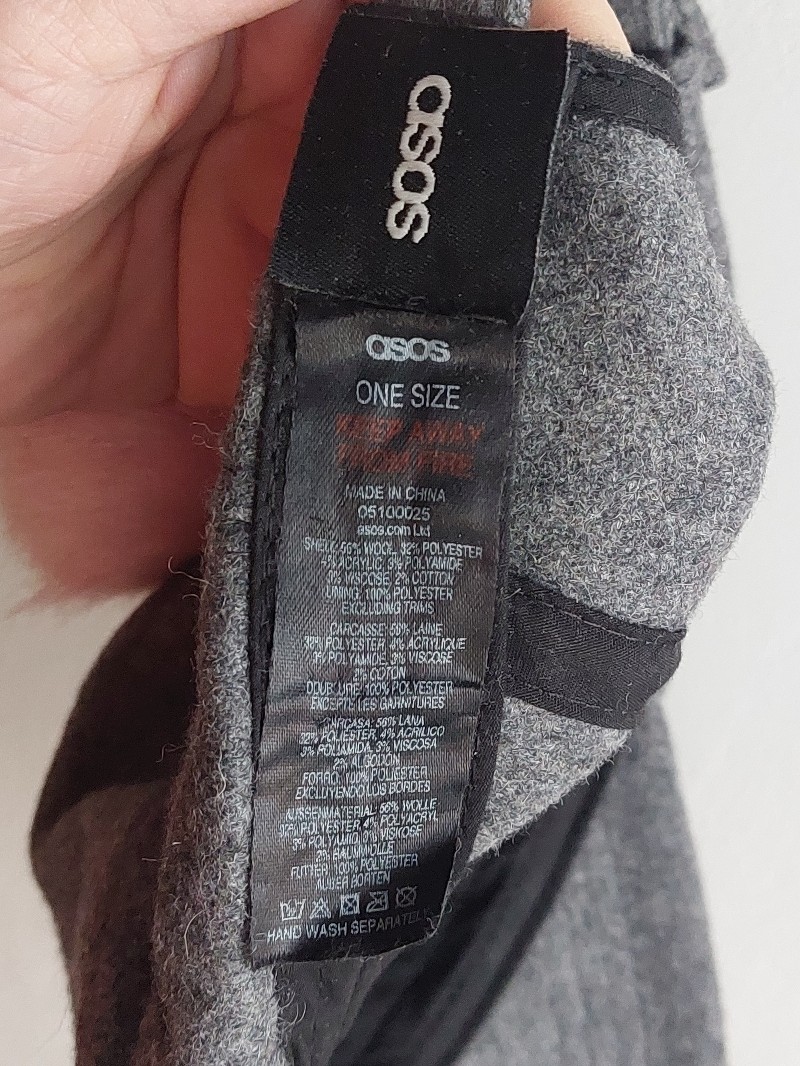 asos
asos
ONE SIZE
KEEP AWAY
FROM FIRE
MADE IN CHINA
05100025
asos.com Ltd
SHELL: 56% WOOL, 32% POLYESTER
4% ACRYLIC, 3% POLYAMIDE
3% VISCOSE, 2% COTTON
LINING: 100% POLYESTER
EXCLUDING TRIMS
CARCASSE: 56% LAINE
32% POLYESTER, 4% ACRYLIQUE
3% POLYAMIDE, 3% VISCOSE
2% COTON
DOUBLURE: 100% POLYESTER
EXCEPTE LES GARNITURES
CARCASA: 56% LANA
32% POLIESTER, 4% ACRILICO
3% POLIAMIDA, 3% VISCOSA
2% ALGODON
FORRO: 100% POLIESTER
EXCLUYENDO LOS BORDES
AUSSENMATERIAL: 56% WOLLE
32% POLYESTER, 4% POLYACRYL
3% POLYAMID, 3% VISKOSE
2% BAUMWOLLE
FUTTER: 100% POLYESTER
AUßER BORTEN
HAND WASH SEPARATELY